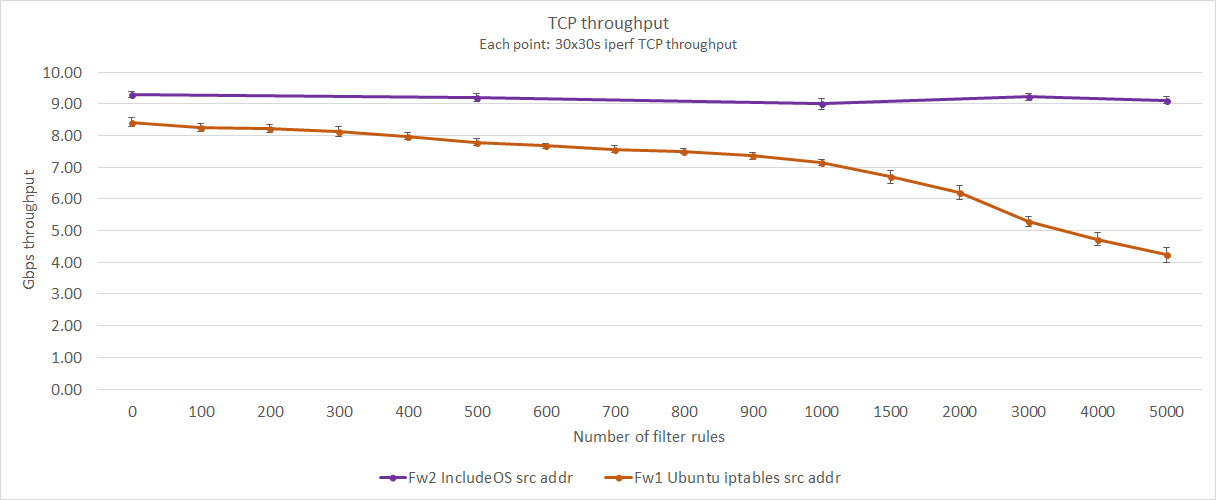 TCP throughput
Each point: 30x30s iperf TCP throughput
Gbps throughput
10.00
9.00
8.00
7.00
6.00
5.00
4.00
3.00
2.00
1.00
0.00
0 100 200 300 400 500 600 700 800 900 1000 1500 2000 3000 4000 5000
Number of filter rules
Fw2 IncludeOS src addr Fw1 Ubuntu iptables src addr